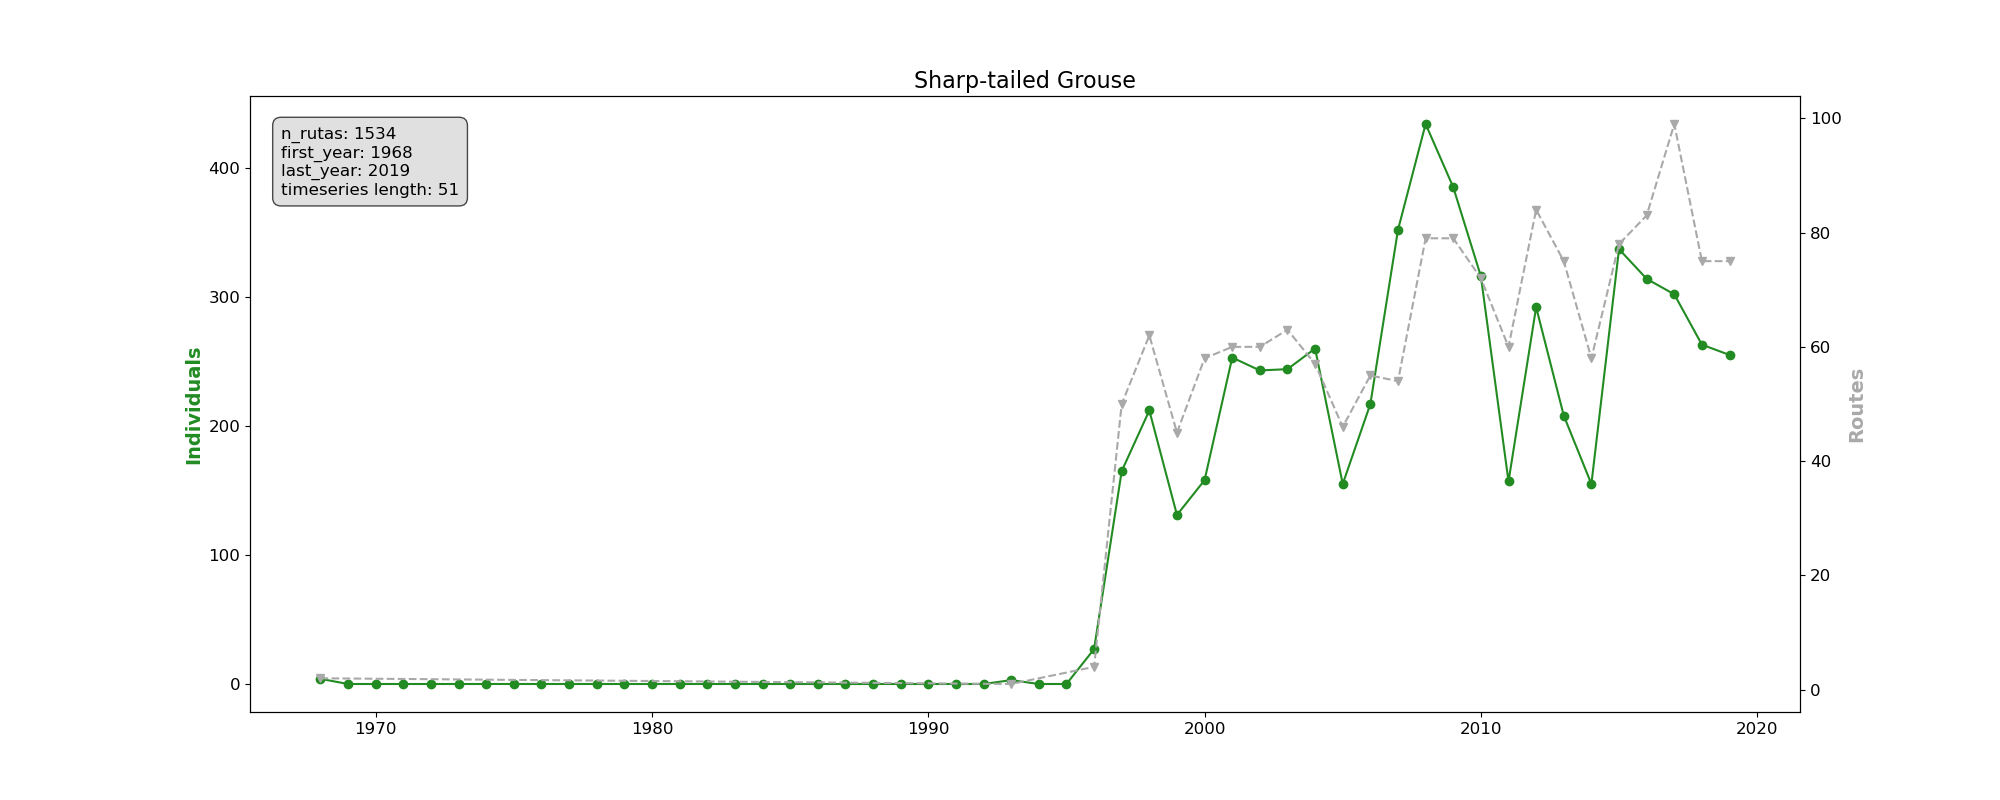 Sharp-tailed Grouse
n_rutas: 1534
first_year: 1968
last_year: 2019
timeseries length: 51
400
300
200
100
0
Individuals
100
80
60
40
20
0
Routes
1970 1980 1990 2000 2010 2020